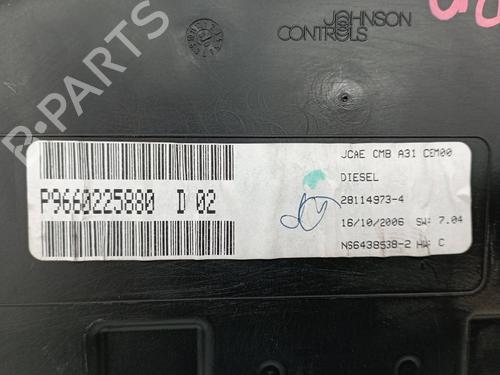 JOHNSON
CONTROLS
P9660225880 D 02
JCAE CMB A31 CEM00
DIESEL
28114973-4
16/10/2006 SW: 7.04
NS6438538-2 HW: C
B-PARTS